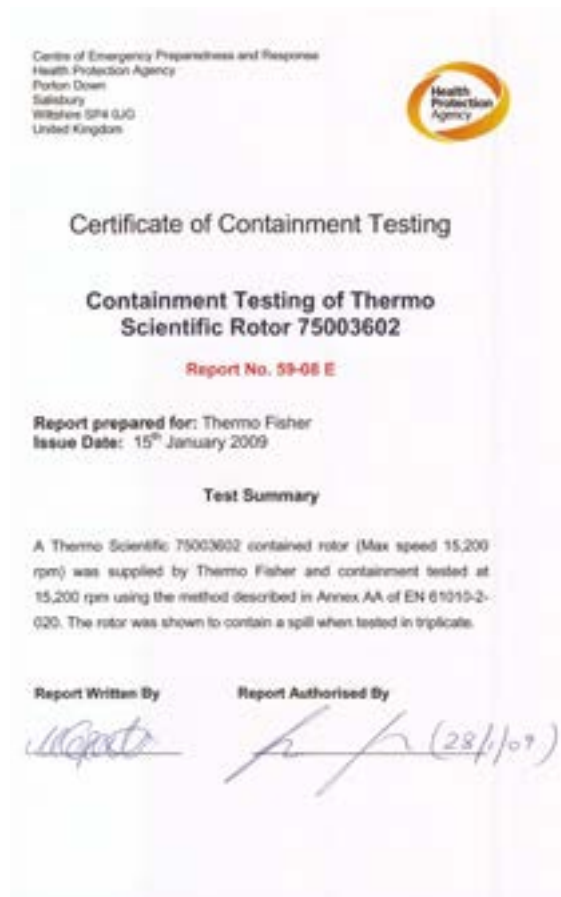 Centre of Emergency Preparedness and Response
Health Protection Agency
Porton Down
Salisbury
Wiltshire SP4 0JG
United Kingdom
Health
Protection
Agency
Certificate of Containment Testing
Containment Testing of Thermo
Scientific Rotor 75003602
Report No. 59-08 E
Report prepared for: Thermo Fisher
Issue Date: 15th January 2009
Test Summary
A Thermo Scientific 75003602 contained rotor (Max speed 15,200
rpm) was supplied by Thermo Fisher and containment tested at
15,200 rpm using the method described in Annex AA of EN 61010-2-
020. The rotor was shown to contain a spill when tested in triplicate.
Report Written By Report Authorised By
(28/1/09)